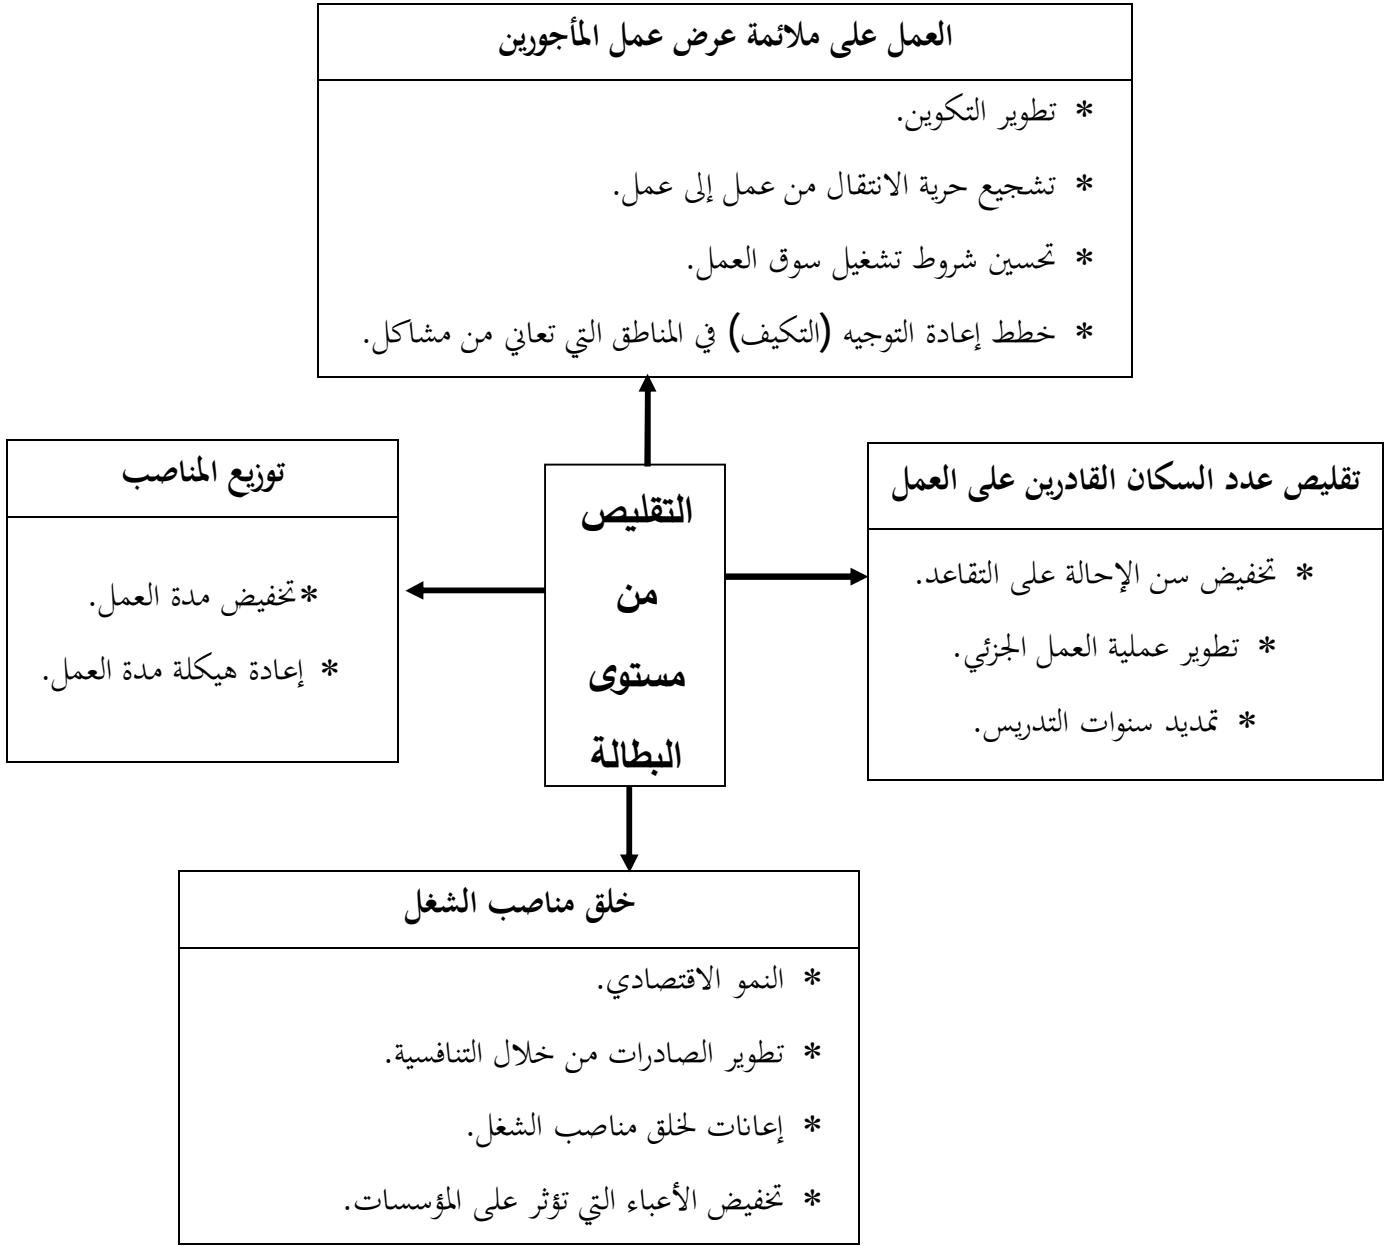 العمل على ملائمة عرض عمل المأجورين
* تطوير التكوين.
* تشجيع حرية الانتقال من عمل إلى عمل.
* تحسين شروط تشغيل سوق العمل.
* خطط إعادة التوجيه (التكيف) في المناطق التي تعاني من مشاكل.
تقليص عدد السكان القادرين على العمل
* تخفيض سن الإحالة على التقاعد.
* تطوير عملية العمل الجزئي.
* تمديد سنوات التدريس.
التقليص
من
مستوى
البطالة
توزيع المناصب
*تخفيض مدة العمل.
* إعادة هيكلة مدة العمل.
خلق مناصب الشغل
* النمو الاقتصادي.
* تطوير الصادرات من خلال التنافسية.
* إعانات لخلق مناصب الشغل.
* تخفيض الأعباء التي تؤثر على المؤسسات.